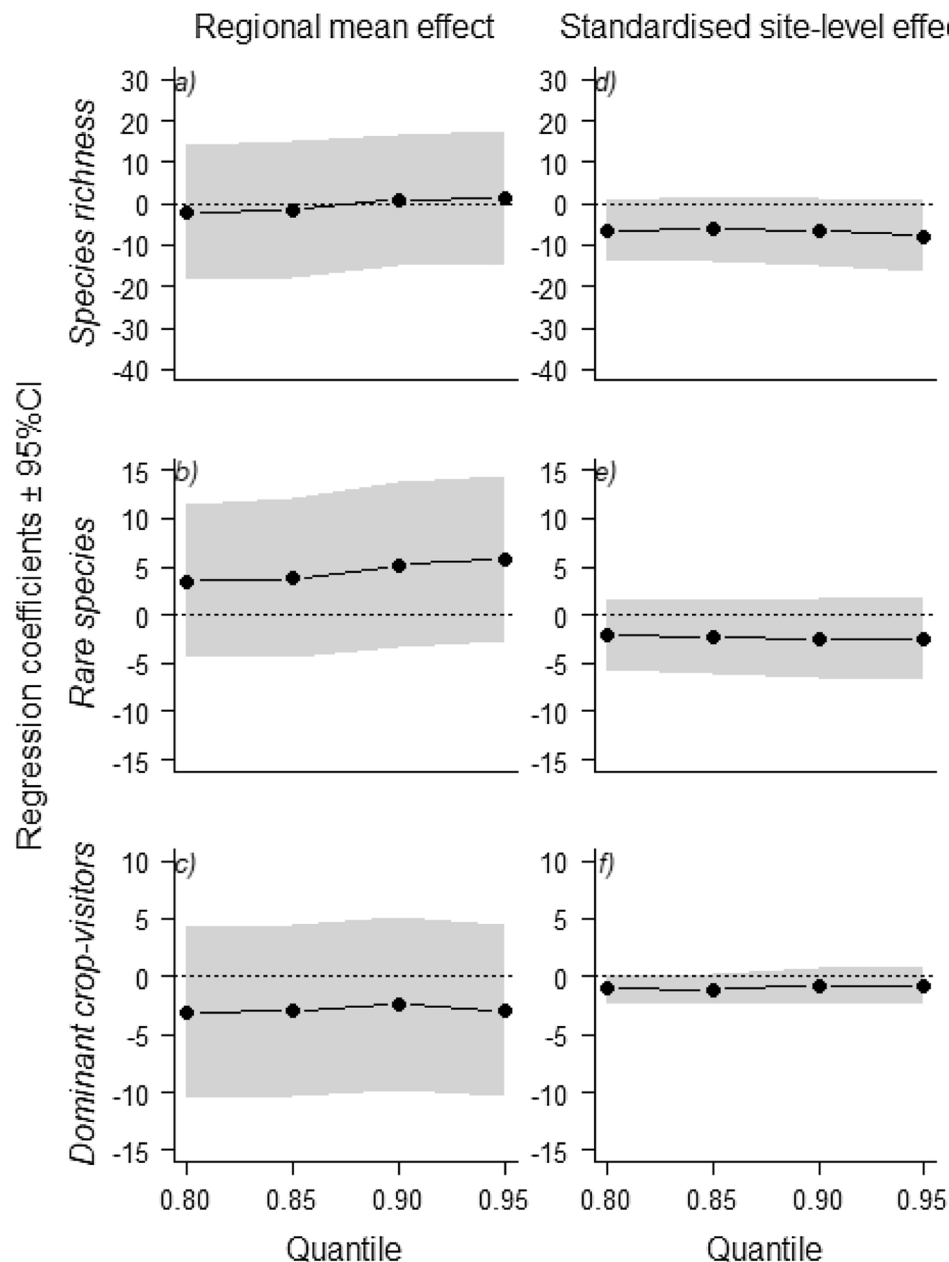 Regional mean effect
Standardised site-level effe
Regression coefficients ± 95%CI
Species richness
a)
30
20
10
0
-10
-20
-30
-40
d)
30
20
10
0
-10
-20
-30
-40
Rare species
b)
15
10
5
0
-5
-10
-15
e)
15
10
5
0
-5
-10
-15
Dominant crop-visitors
c)
10
5
0
-5
-10
-15
f)
10
5
0
-5
-10
-15
0.80 0.85 0.90 0.95
0.80 0.85 0.90 0.95
Quantile
Quantile